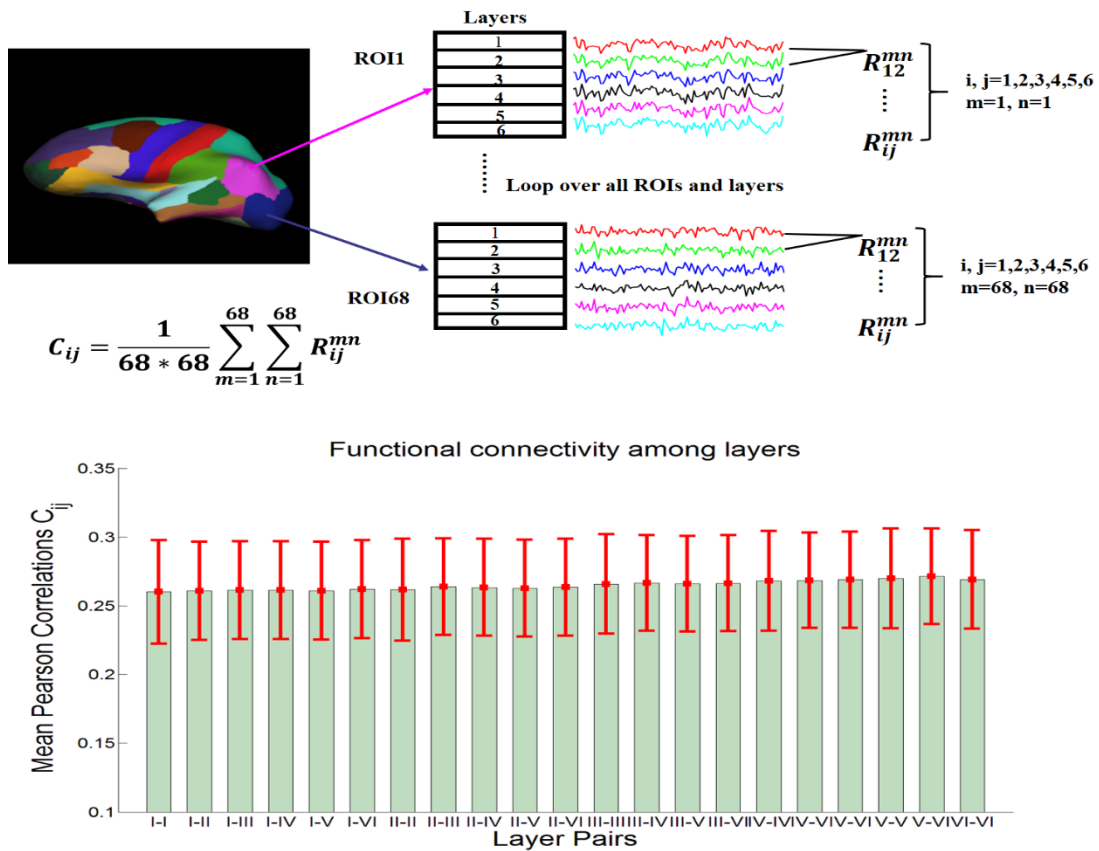 Layers
ROI1
1
2
3
4
5
6
R_{12}^{mn}
⋮
R_{ij}^{mn}
i, j=1,2,3,4,5,6
m=1, n=1
Loop over all ROIs and layers
ROI68
1
2
3
4
5
6
R_{12}^{mn}
⋮
R_{ij}^{mn}
i, j=1,2,3,4,5,6
m=68, n=68
C_{ij} = \frac{1}{68 * 68} \sum_{m=1}^{68} \sum_{n=1}^{68} R_{ij}^{mn}
Functional connectivity among layers
Mean Pearson Correlations C_{ij}
0.35
0.3
0.25
0.2
0.15
0.1
I-I I-II I-III I-IV I-V I-VI II-II II-III II-IV II-V II-VI III-III III-IV III-V III-VI IV-IV IV-V IV-VI V-V V-VI VI-VI
Layer Pairs